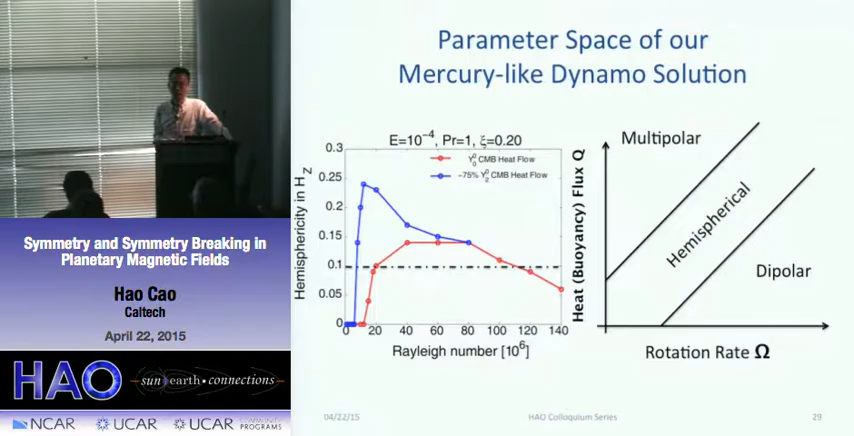 Symmetry and Symmetry Breaking in
Planetary Magnetic Fields
Hao Cao
Caltech
April 22, 2015
HAO
sun earth • connections
NCAR
UCAR
UCAR
PROGRAMS
Parameter Space of our
Mercury-like Dynamo Solution
E=10⁻⁴, Pr=1, ξ=0.20
Y₀⁰ CMB Heat Flow
-75% Y₂⁰ CMB Heat Flow
Hemisphericity in H_Z
0.3
0.25
0.2
0.15
0.1
0.05
0
0 20 40 60 80 100 120 140
Rayleigh number [10⁶]
Heat (Buoyancy) Flux Q
Multipolar
Hemispherical
Dipolar
Rotation Rate Ω
04/22/15
HAO Colloquium Series
29